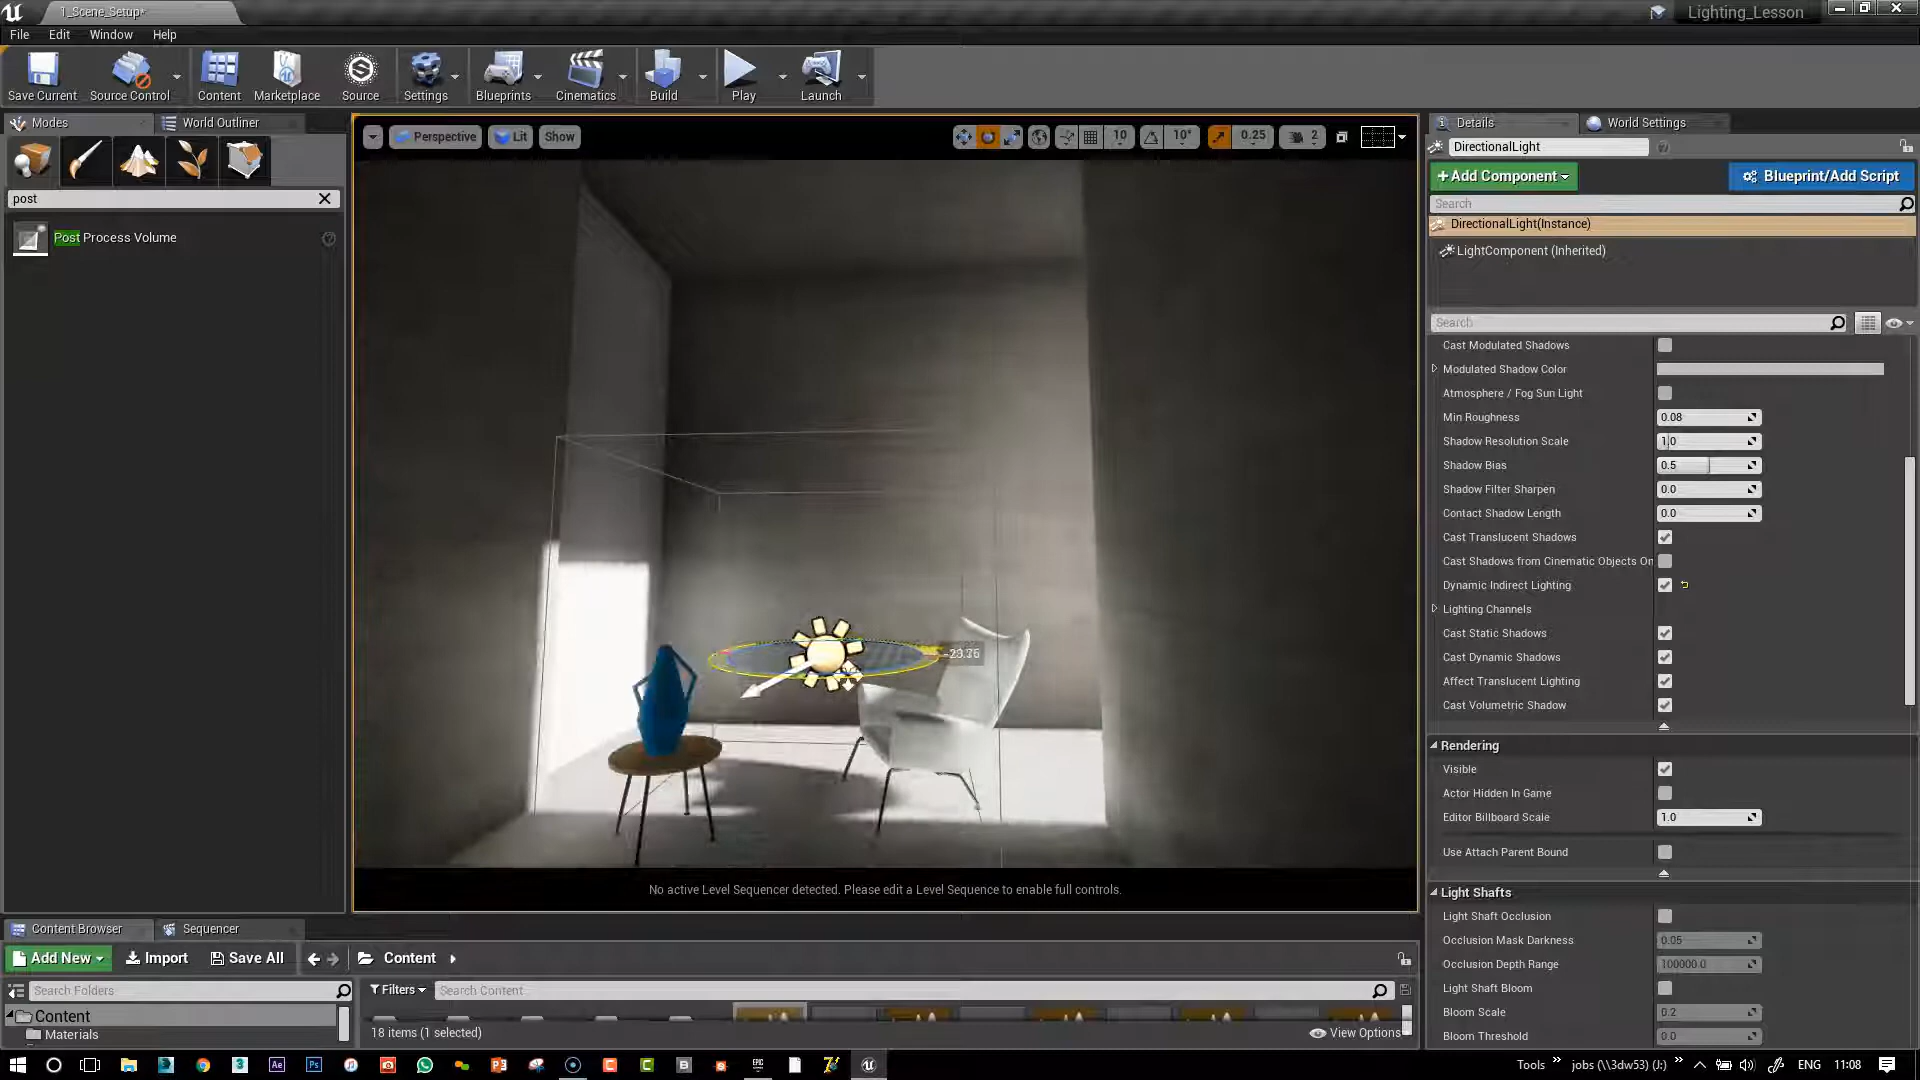 1_Scene_Setup*
Lighting_Lesson
File Edit Window Help
Save Current
Source Control
Content
Marketplace
Source
Settings
Blueprints
Cinematics
Build
Play
Launch
Modes
World Outliner
post
Post Process Volume
Perspective
Lit
Show
10
10°
0.25
2
-23.75
No active Level Sequencer detected. Please edit a Level Sequence to enable full controls.
Details
World Settings
DirectionalLight
+Add Component
Blueprint/Add Script
Search
DirectionalLight(Instance)
LightComponent (Inherited)
Search
Cast Modulated Shadows
Modulated Shadow Color
Atmosphere / Fog Sun Light
Min Roughness 0.08
Shadow Resolution Scale 1.0
Shadow Bias 0.5
Shadow Filter Sharpen 0.0
Contact Shadow Length 0.0
Cast Translucent Shadows
Cast Shadows from Cinematic Objects On
Dynamic Indirect Lighting
Lighting Channels
Cast Static Shadows
Cast Dynamic Shadows
Affect Translucent Lighting
Cast Volumetric Shadow
Rendering
Visible
Actor Hidden In Game
Editor Billboard Scale 1.0
Use Attach Parent Bound
Light Shafts
Light Shaft Occlusion
Occlusion Mask Darkness 0.05
Occlusion Depth Range 100000.0
Light Shaft Bloom
Bloom Scale 0.2
Bloom Threshold 0.0
Content Browser
Sequencer
Add New
Import
Save All
Content
Search Folders
Filters
Search Content
Content
Materials
18 items (1 selected)
View Options
Tools
jobs (\\3dw53) (J:)
ENG
11:08